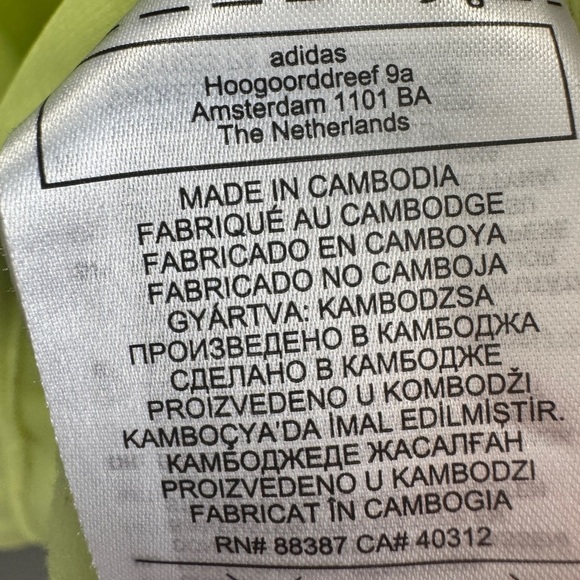 adidas
Hoogoorddreef 9a
Amsterdam 1101 BA
The Netherlands
MADE IN CAMBODIA
FABRIQUÉ AU CAMBODGE
FABRICADO EN CAMBOYA
FABRICADO NO CAMBOJA
GYÁRTVA: KAMBODZSA
ПРОИЗВЕДЕНО В КАМБОДЖА
СДЕЛАНО В КАМБОДЖЕ
PROIZVEDENO U KOMBODŽI
KAMBOÇYA'DA İMAL EDİLMİŞTİR.
КАМБОДЖЕДЕ ЖАСАЛҒАН
PROIZVEDENO U KAMBODZI
FABRICAT ÎN CAMBOGIA
RN# 88387 CA# 40312